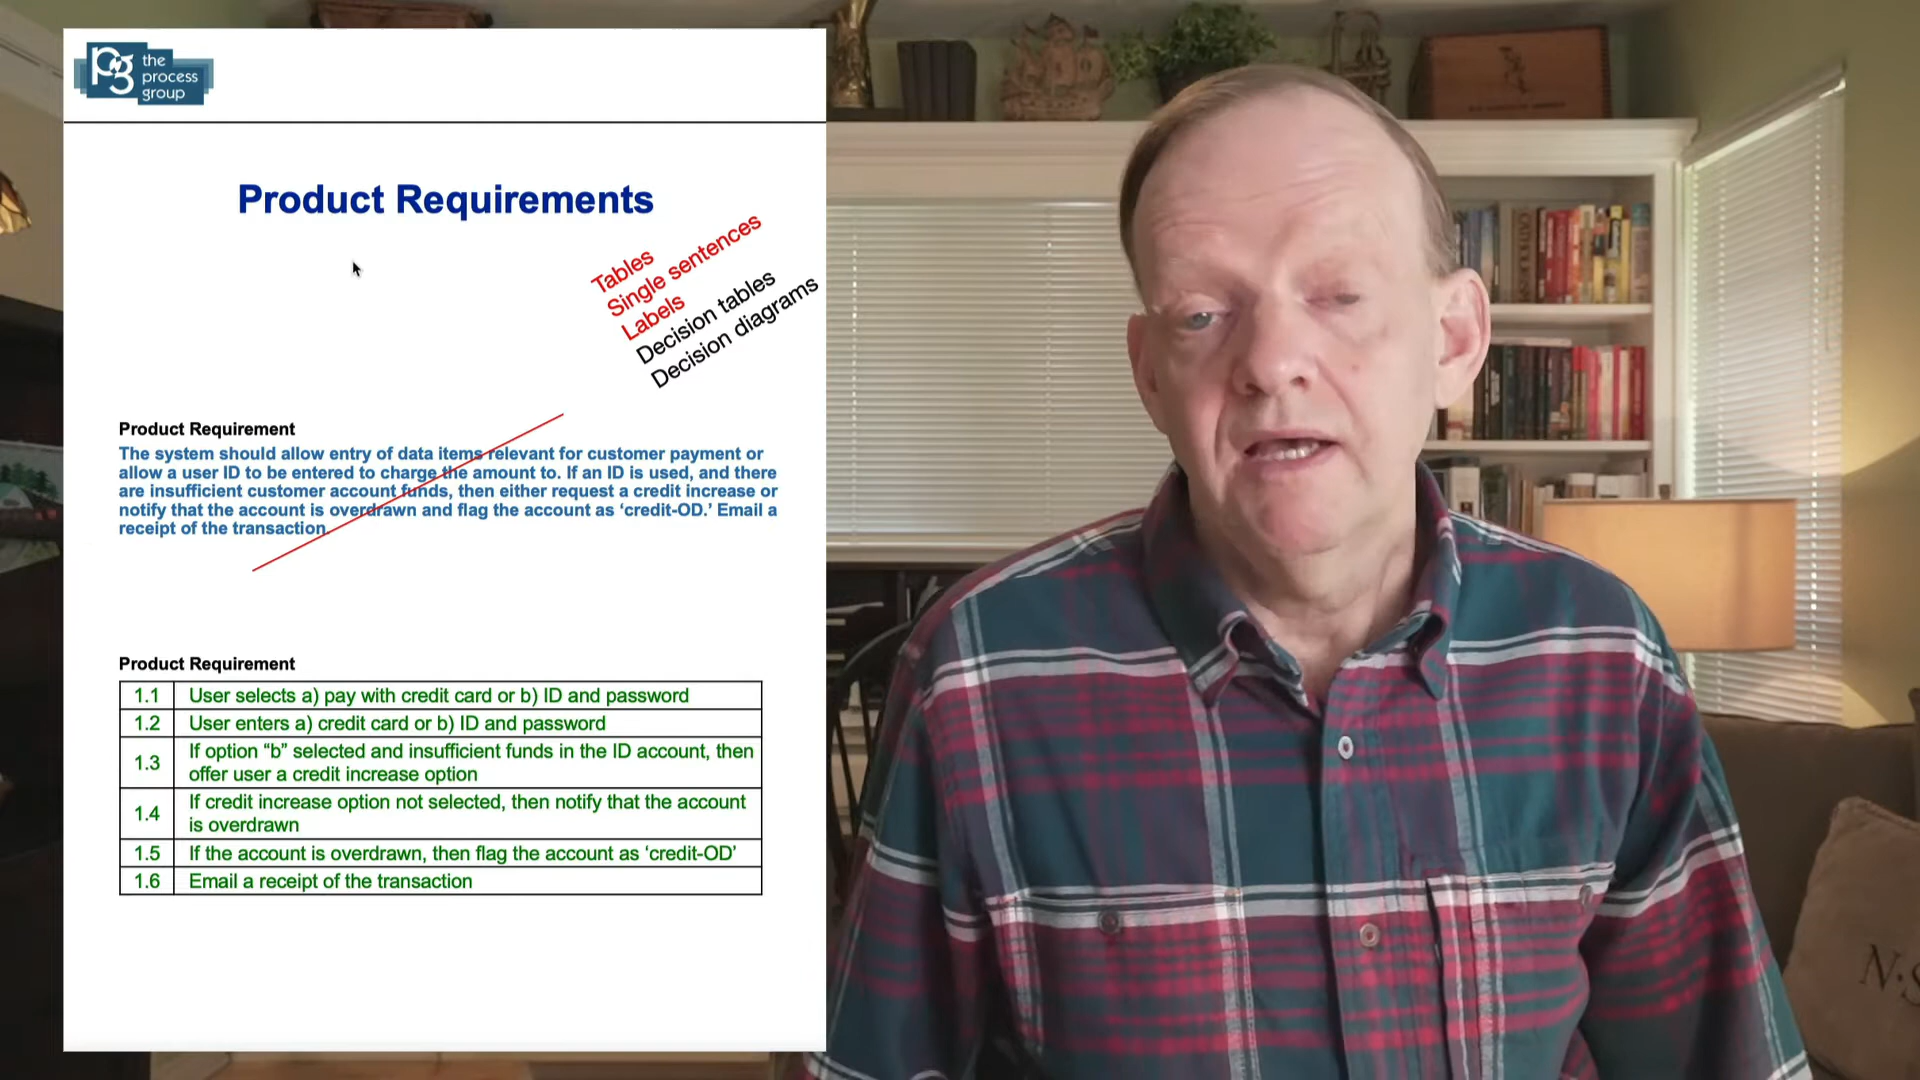 the
process
group
Product Requirements
Tables
Single sentences
Labels
Decision tables
Decision diagrams
Product Requirement
The system should allow entry of data items relevant for customer payment or
allow a user ID to be entered to charge the amount to. If an ID is used, and there
are insufficient customer account funds, then either request a credit increase or
notify that the account is overdrawn and flag the account as ‘credit-OD.’ Email a
receipt of the transaction.
Product Requirement
1.1 User selects a) pay with credit card or b) ID and password
1.2 User enters a) credit card or b) ID and password
1.3 If option “b” selected and insufficient funds in the ID account, then
offer user a credit increase option
1.4 If credit increase option not selected, then notify that the account
is overdrawn
1.5 If the account is overdrawn, then flag the account as ‘credit-OD’
1.6 Email a receipt of the transaction